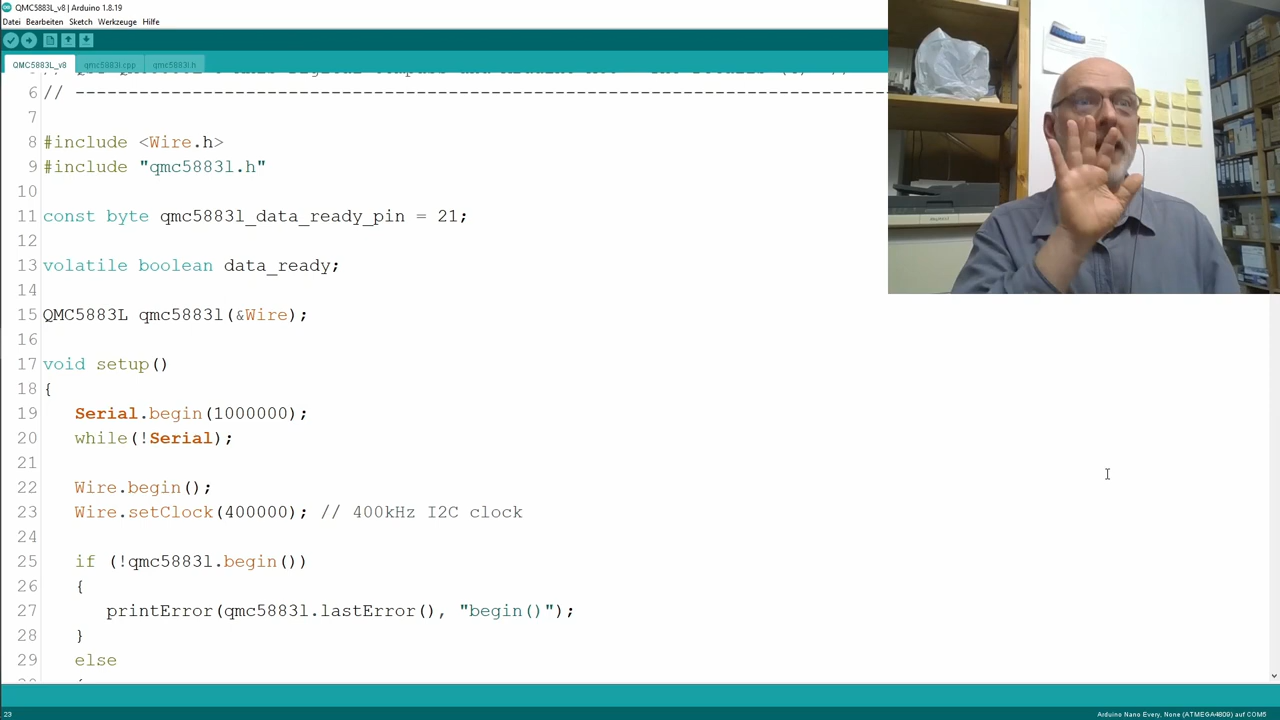 QMC5883L_v8 | Arduino 1.8.19
Datei Bearbeiten Sketch Werkzeuge Hilfe
QMC5883L_v8 qmc5883l.cpp qmc5883l.h
6 // -----------------------------------------------------------------------------
7
8 #include <Wire.h>
9 #include "qmc5883l.h"
10
11 const byte qmc5883l_data_ready_pin = 21;
12
13 volatile boolean data_ready;
14
15 QMC5883L qmc5883l(&Wire);
16
17 void setup()
18 {
19 Serial.begin(1000000);
20 while(!Serial);
21
22 Wire.begin();
23 Wire.setClock(400000); // 400kHz I2C clock
24
25 if (!qmc5883l.begin())
26 {
27 printError(qmc5883l.lastError(), "begin()");
28 }
29 else
23
Arduino Nano Every, None (ATMEGA4809) auf COM5